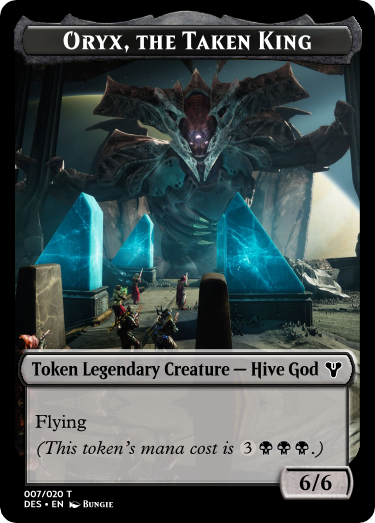 Oryx, the Taken King
Token Legendary Creature — Hive God
Flying
(This token's mana cost is 3.)
6/6
007/020 T
DES • EN Bungie